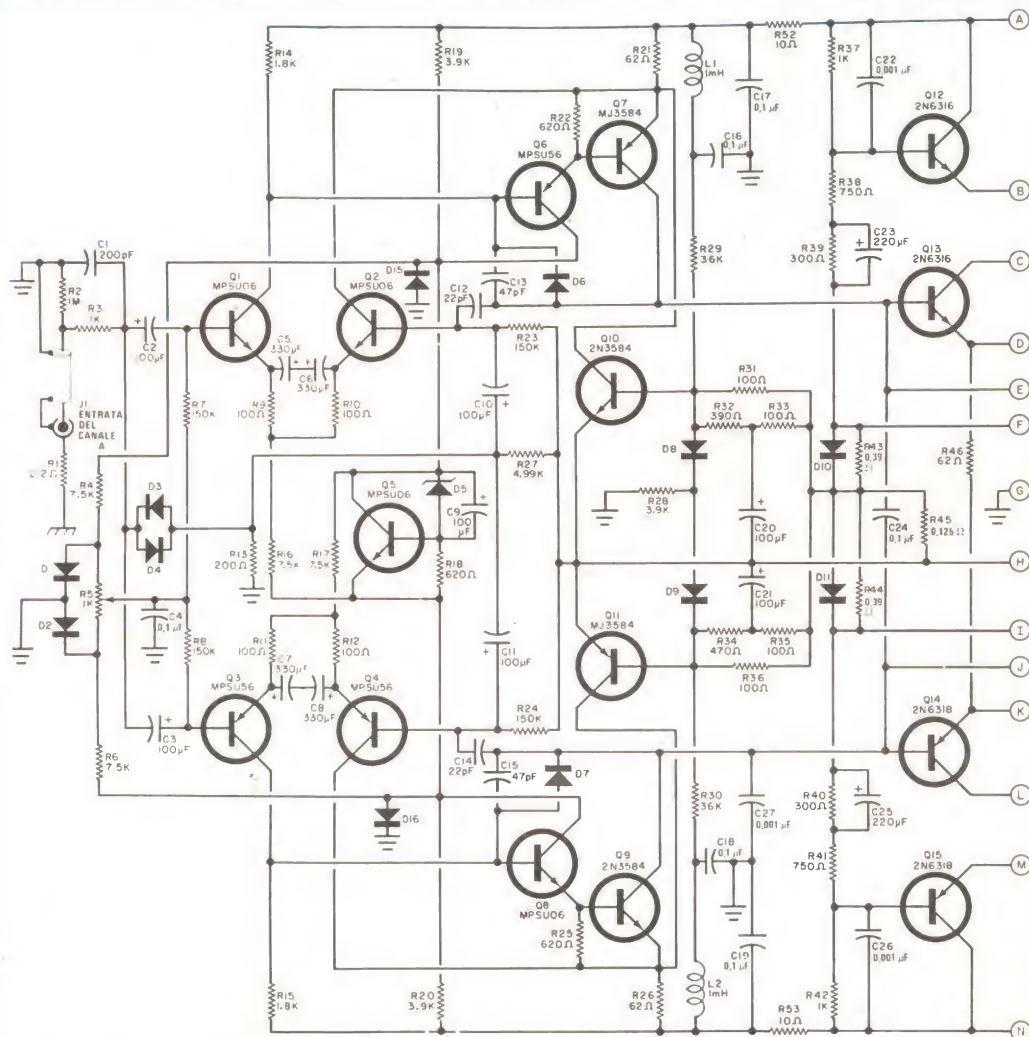 R14
1.8K
R19
3.9K
R21
62Ω
L1
1mH
R52
10Ω
R37
1K
C22
0,001 µF
A
Q12
2N6316
C17
0,1 µF
R22
620Ω
Q7
MJ3584
Q6
MPSU56
C16
0,1 µF
R38
750Ω
B
C23
220µF
R39
300Ω
Q13
2N6316
C
R29
36K
C1
200pF
R2
1M
R3
1K
C2
100µF
Q1
MPSU06
Q2
MPSU06
D15
C12
22pF
C13
47pF
D6
R23
150K
C5
330µF
C6
330µF
D
Q10
2N3584
R31
100Ω
E
J1
ENTRATA
DEL
CANALE
A
R7
150K
R9
100Ω
R10
100Ω
C10
100µF
R32
390Ω
R33
100Ω
F
R1
R4
7.5K
D3
D4
Q5
MPSU06
D5
R27
4,99K
D8
D10
R43
0,39
Ω
R46
62Ω
G
C9
100
µF
R28
3.9K
C20
100µF
C24
0,1 µF
R45
0,125Ω
R13
200Ω
R16
7.5K
R17
7.5K
R18
620Ω
H
D
R5
1K
D2
C4
0,1 µF
D9
C21
100µF
D11
R44
0,39
Ω
R11
100Ω
R12
100Ω
Q11
MJ3584
R34
470Ω
R35
100Ω
I
R8
150K
C7
330µF
C8
330µF
C11
100µF
R36
100Ω
J
Q3
MPSU56
Q4
MPSU56
R24
150K
Q14
2N6318
K
C3
100µF
R6
7.5K
C14
22pF
C15
47pF
D7
R30
36K
C27
0,001 µF
R40
300Ω
C25
220µF
L
D16
C18
0,1 µF
R41
750Ω
Q15
2N6318
M
Q9
2N3584
Q8
MPSU06
R25
620Ω
C19
0,1 µF
C26
0,001 µF
R15
1.8K
R20
3.9K
R26
62Ω
L2
1mH
R53
10Ω
R42
1K
N